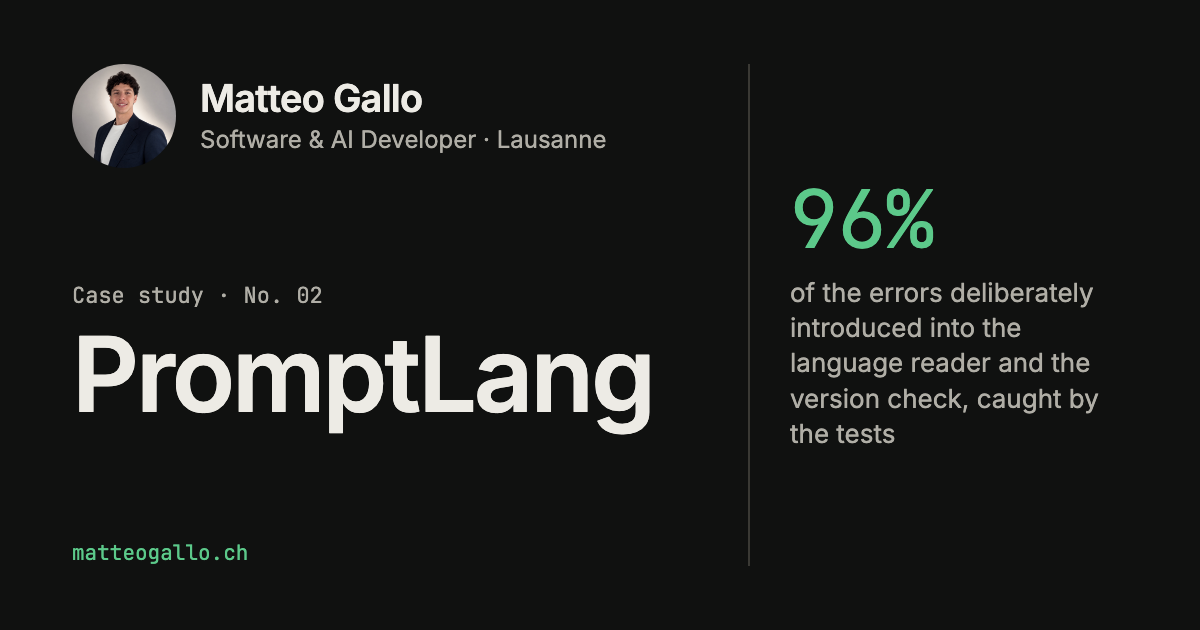 Matteo Gallo
Software & AI Developer · Lausanne
Case study · No. 02
PromptLang
matteogallo.ch
96%
of the errors deliberately
introduced into the
language reader and the
version check, caught by
the tests